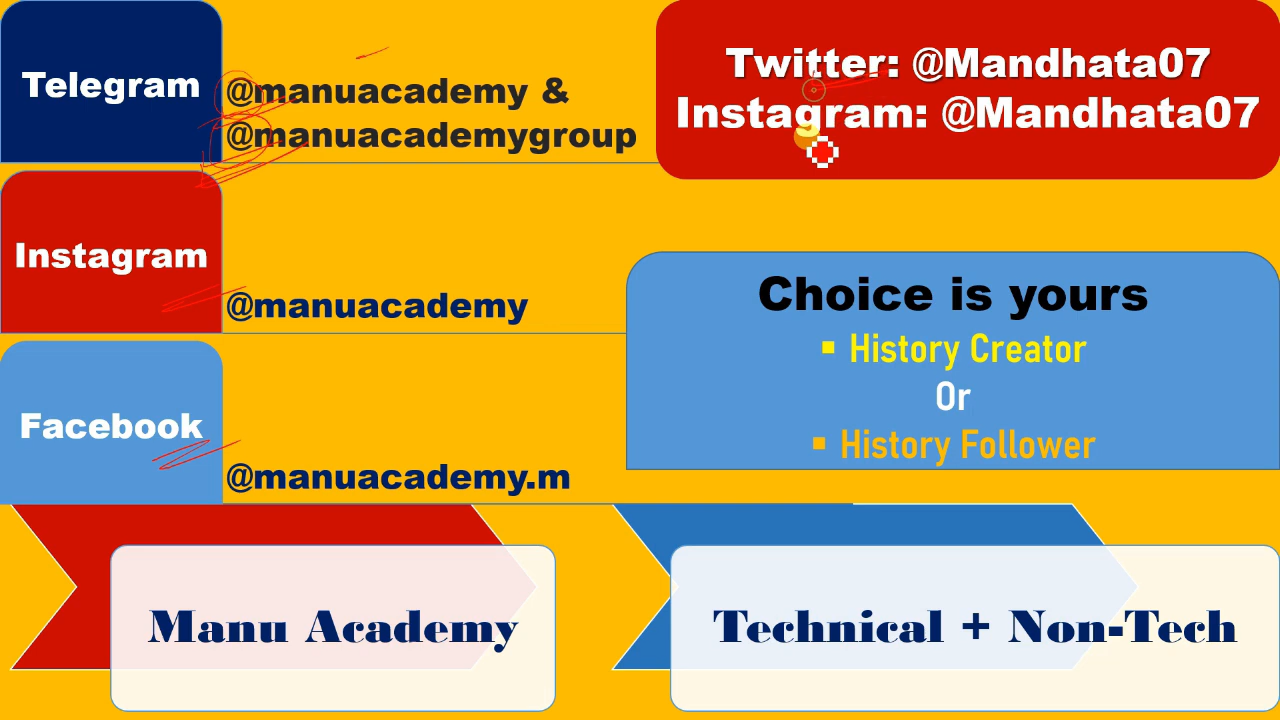 Telegram
@manuacademy &
@manuacademygroup
Twitter: @Mandhata07
Instagram: @Mandhata07
Instagram
@manuacademy
Choice is yours
▪ History Creator
Or
▪ History Follower
Facebook
@manuacademy.m
Manu Academy
Technical + Non-Tech